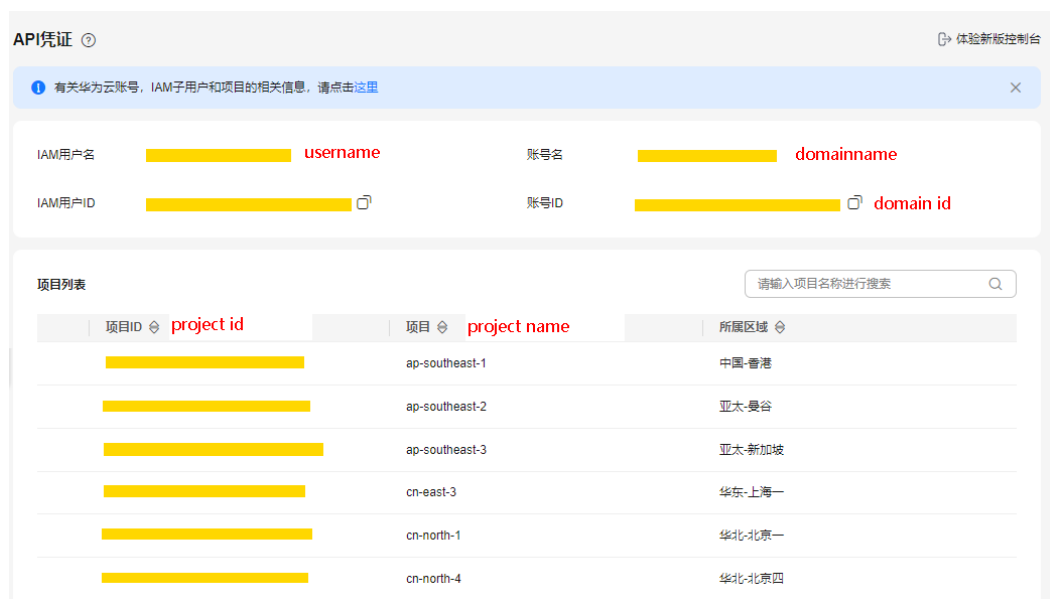 API凭证
体验新版控制台
有关华为云账号，IAM子用户和项目的相关信息，请点击这里
IAM用户名 username 账号名 domainname
IAM用户ID 账号ID domain id
项目列表 请输入项目名称进行搜索
项目ID project id 项目 project name 所属区域
ap-southeast-1 中国-香港
ap-southeast-2 亚太-曼谷
ap-southeast-3 亚太-新加坡
cn-east-3 华东-上海一
cn-north-1 华北-北京一
cn-north-4 华北-北京四